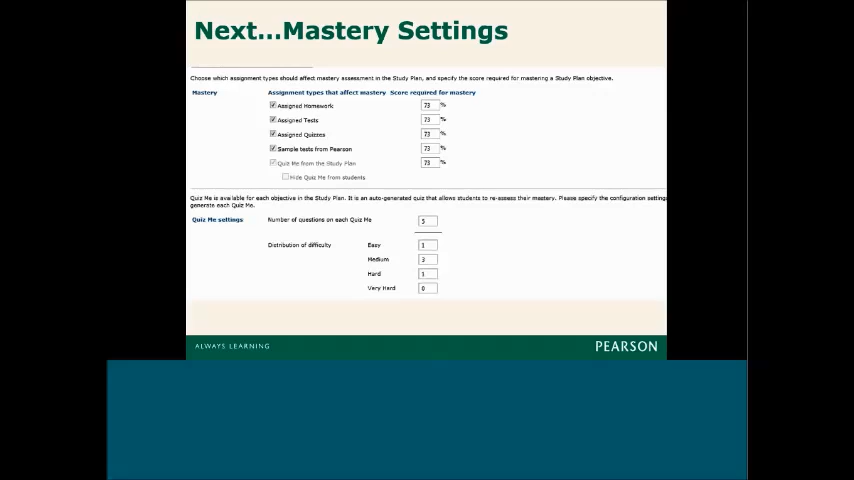 Next...Mastery Settings
Choose which assignment types should affect mastery assessment in the Study Plan, and specify the score required for mastering a Study Plan objective.
Mastery Assignment types that affect mastery Score required for mastery
Assigned Homework 73 %
Assigned Tests 73 %
Assigned Quizzes 73 %
Sample tests from Pearson 73 %
Quiz Me from the Study Plan 73 %
Hide Quiz Me from students
Quiz Me is available for each objective in the Study Plan. It is an auto-generated quiz that allows students to re-assess their mastery. Please specify the configuration settings
generate each Quiz Me.
Quiz Me settings Number of questions on each Quiz Me 5
Distribution of difficulty Easy 1
Medium 3
Hard 1
Very Hard 0
ALWAYS LEARNING PEARSON